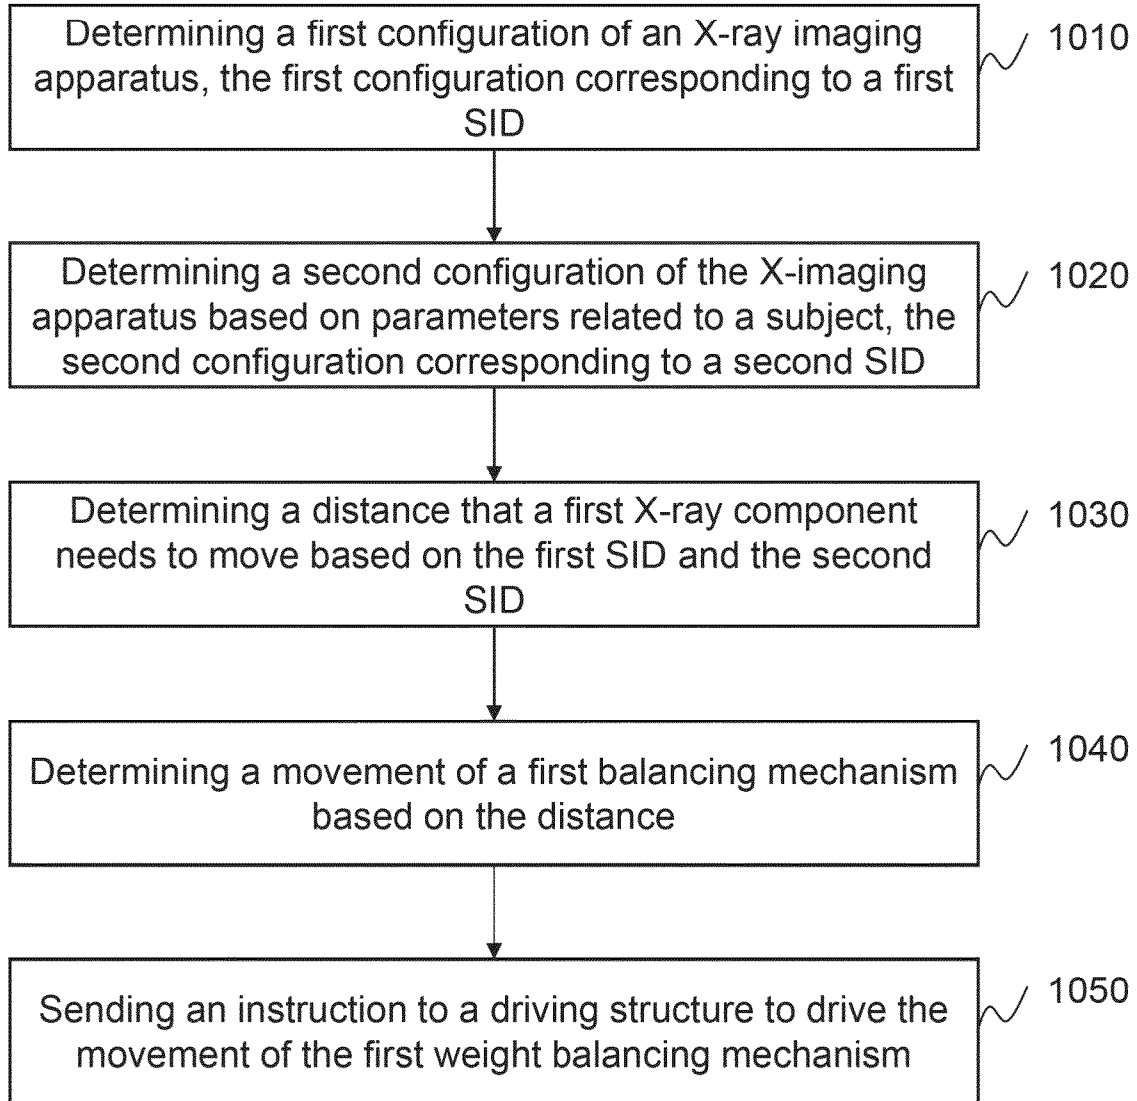 Determining a first configuration of an X-ray imaging
apparatus, the first configuration corresponding to a first
SID
1010
Determining a second configuration of the X-imaging
apparatus based on parameters related to a subject, the
second configuration corresponding to a second SID
1020
Determining a distance that a first X-ray component
needs to move based on the first SID and the second
SID
1030
Determining a movement of a first balancing mechanism
based on the distance
1040
Sending an instruction to a driving structure to drive the
movement of the first weight balancing mechanism
1050